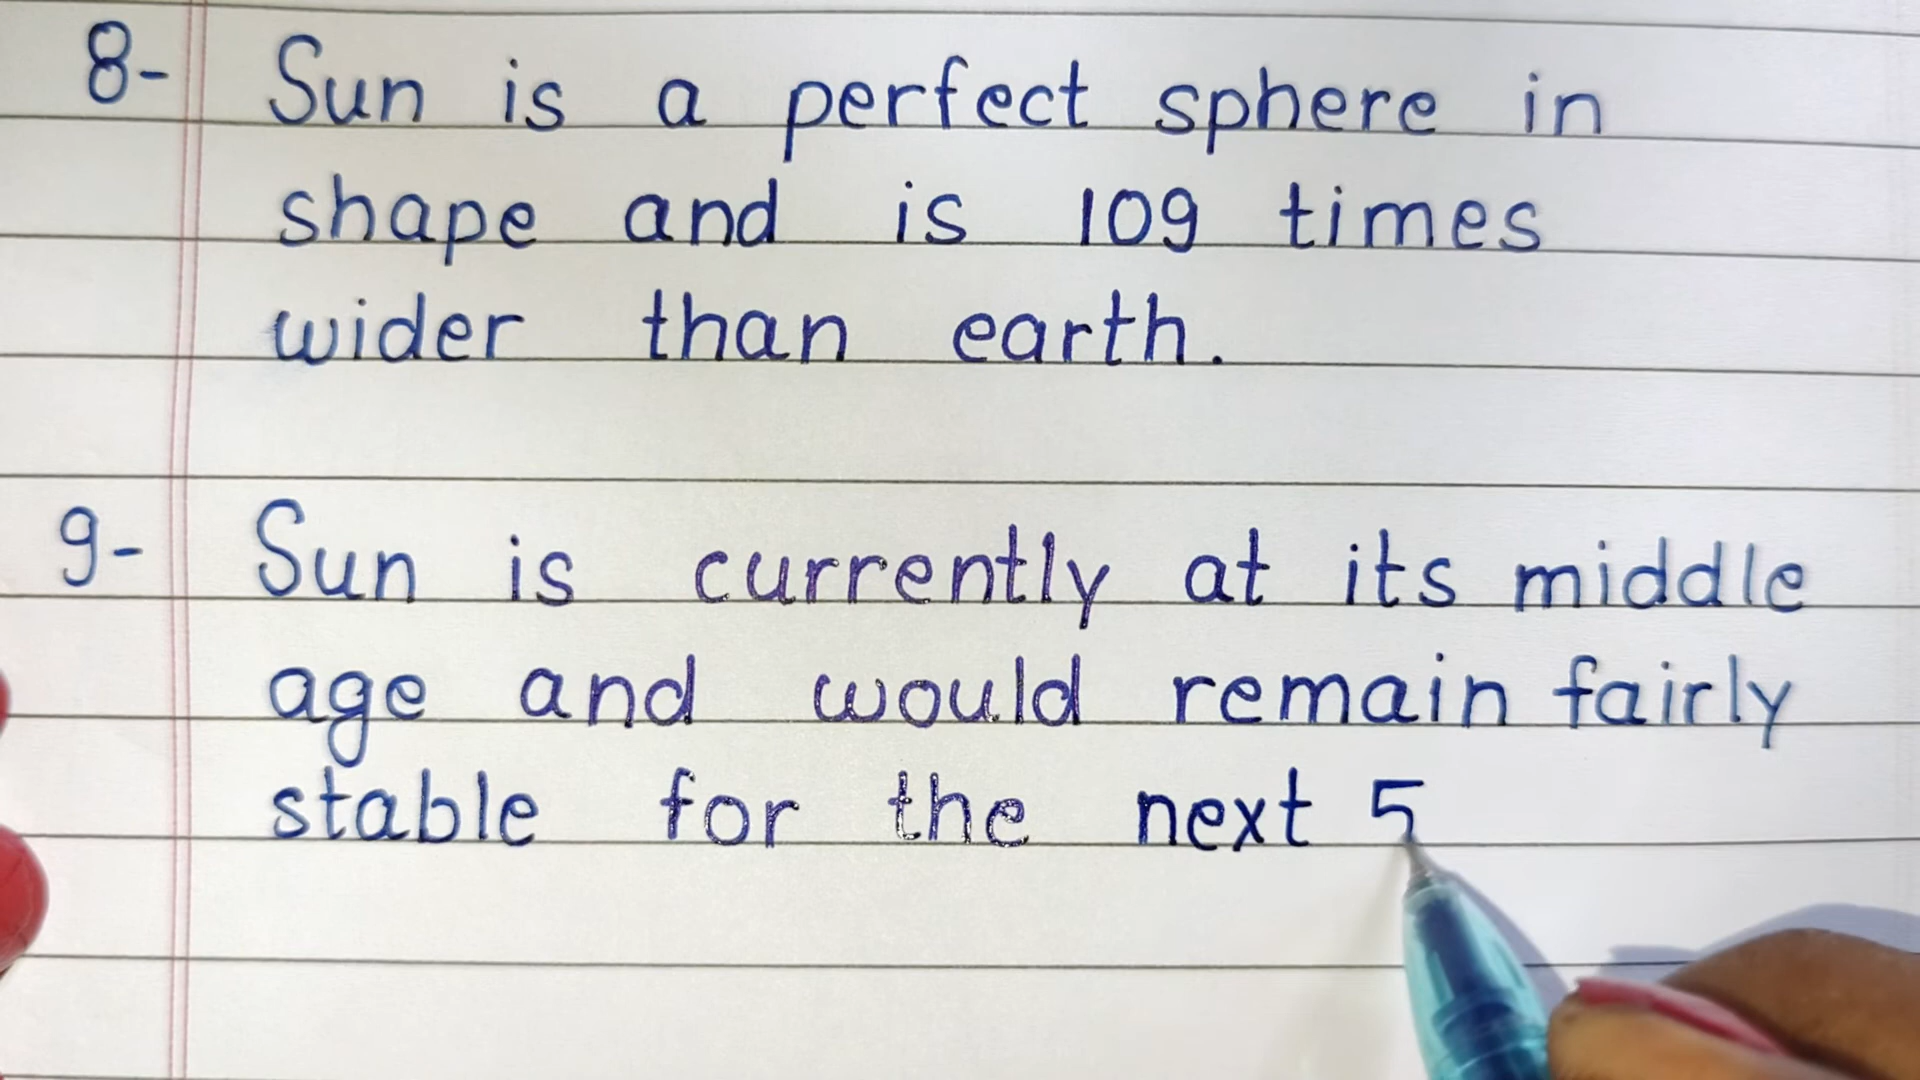 8- Sun is a perfect sphere in
shape and is 109 times
wider than earth.
9- Sun is currently at its middle
age and would remain fairly
stable for the next 5